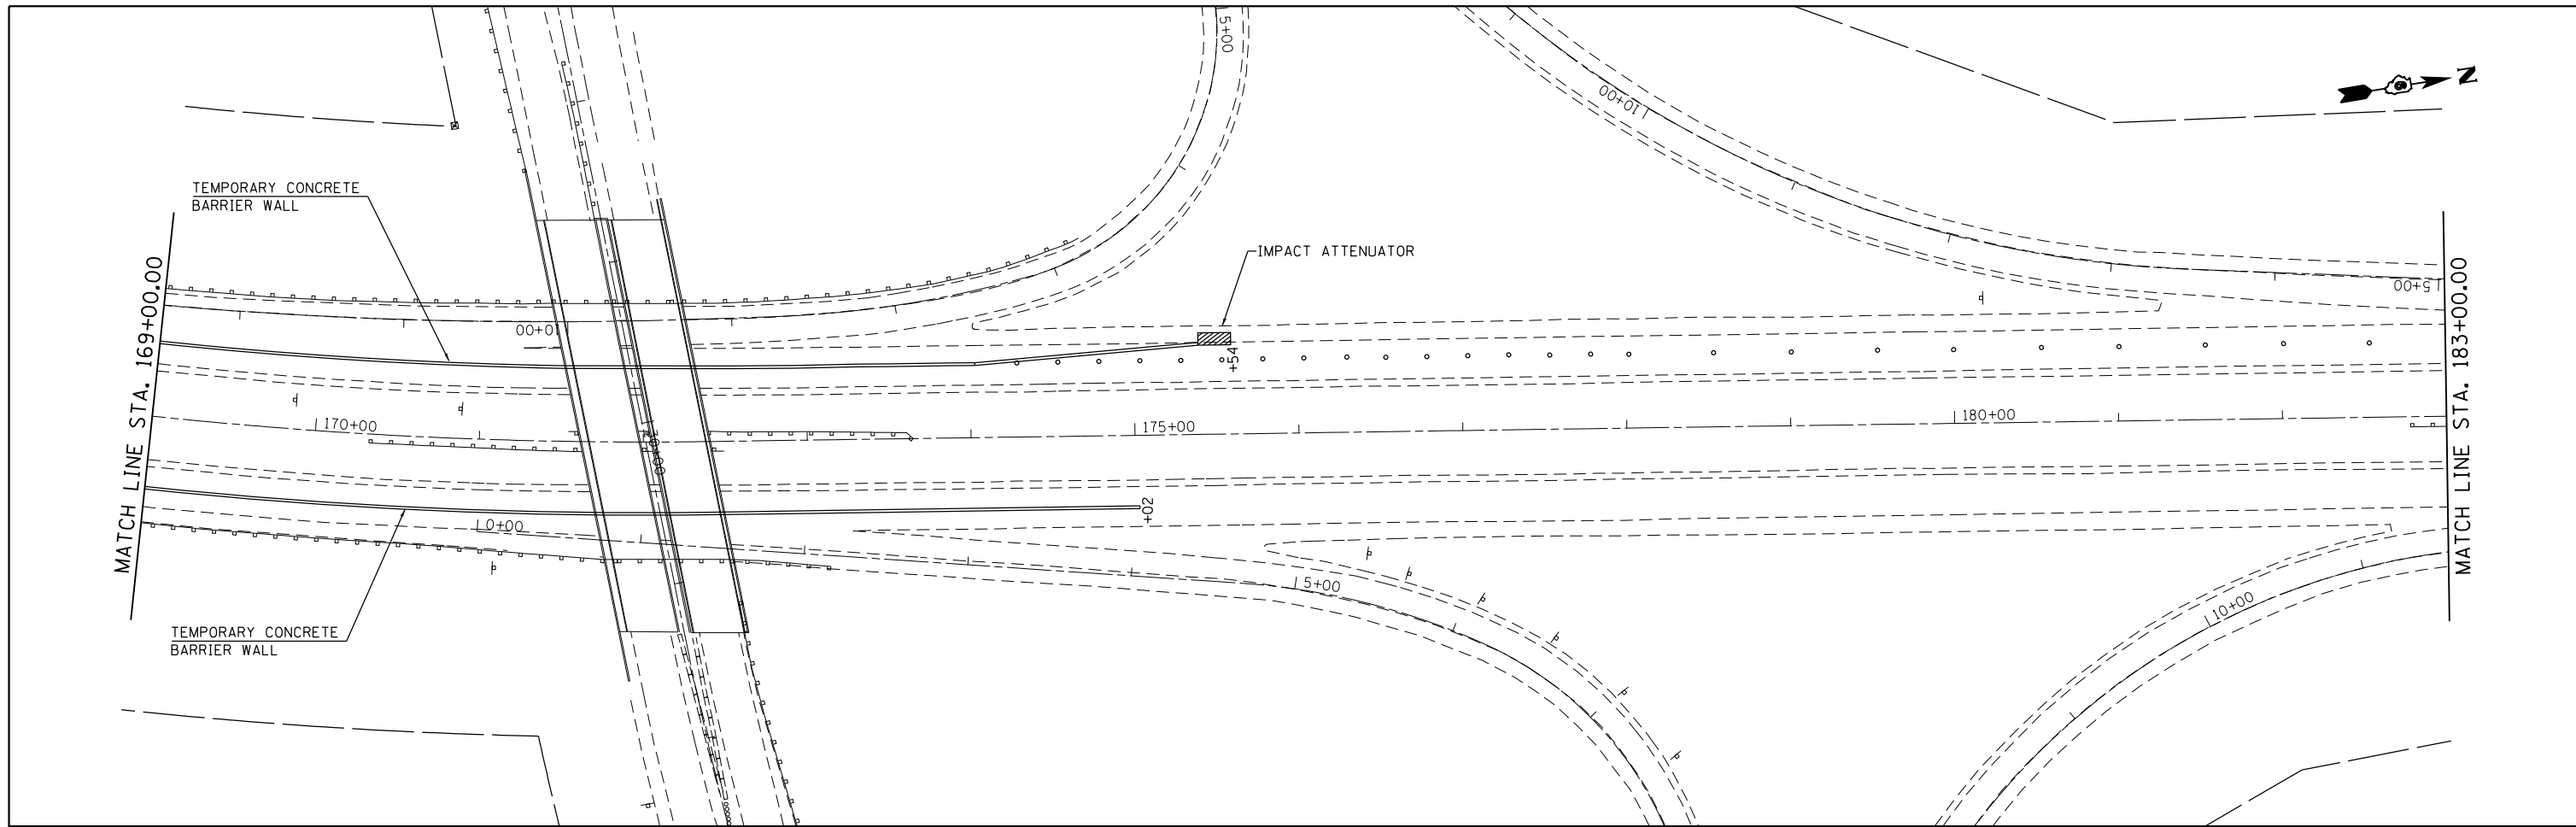 5+00
10+00
N
TEMPORARY CONCRETE
BARRIER WALL
IMPACT ATTENUATOR
MATCH LINE STA. 169+00.00
10+00
5+00
MATCH LINE STA. 183+00.00
+54
170+00
175+00
180+00
+02
0+00
5+00
10+00
TEMPORARY CONCRETE
BARRIER WALL